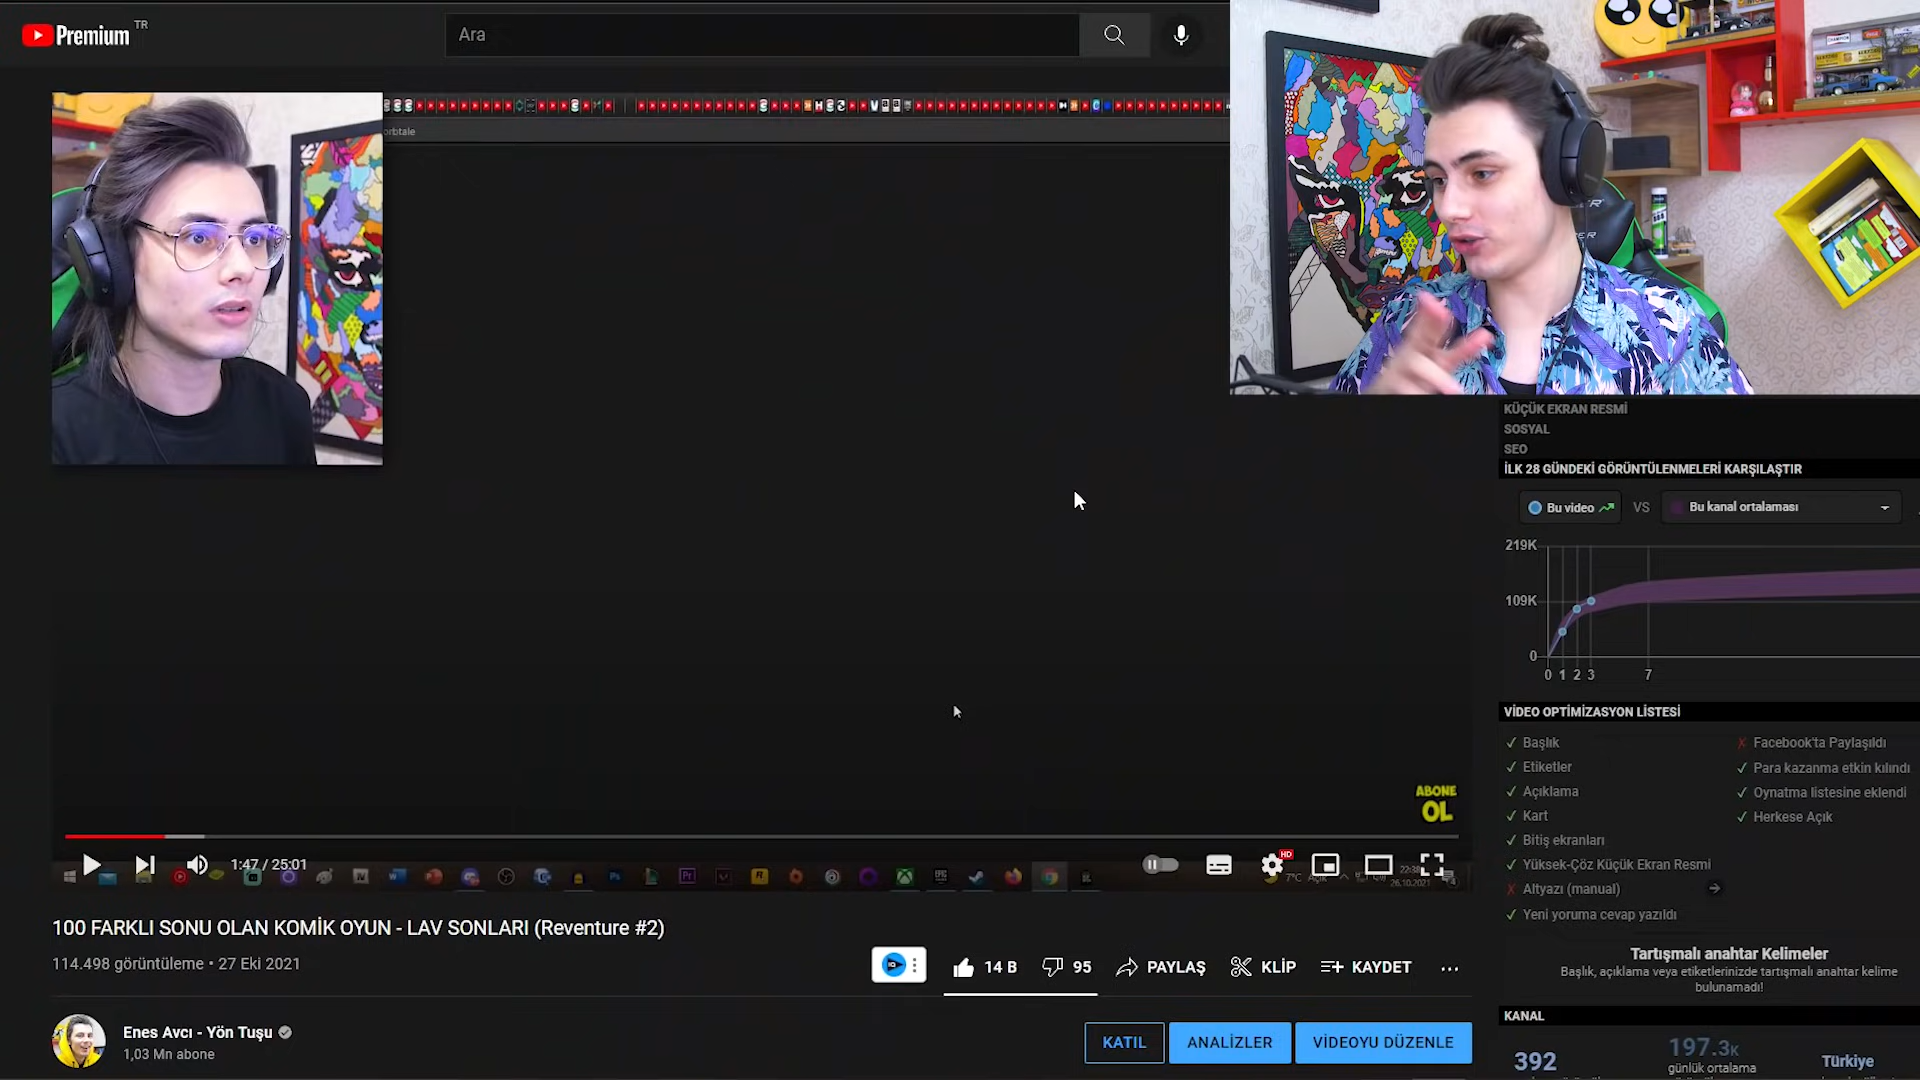 Premium TR
Ara
orbtale
KÜÇÜK EKRAN RESMİ
SOSYAL
SEO
İLK 28 GÜNDEKİ GÖRÜNTÜLENMELERİ KARŞILAŞTIR
Bu video VS Bu kanal ortalaması
219K
109K
0
0 1 2 3 7
VİDEO OPTİMİZASYON LİSTESİ
Başlık
Etiketler
Açıklama
Kart
Bitiş ekranları
Yüksek-Çöz Küçük Ekran Resmi
Altyazı (manual)
Yeni yoruma cevap yazıldı
Facebook'ta Paylaşıldı
Para kazanma etkin kılındı
Oynatma listesine eklendi
Herkese Açık
ABONE
OL
1:47 / 25:01
HD
7°C
26.10.2021
100 FARKLI SONU OLAN KOMİK OYUN - LAV SONLARI (Reventure #2)
114.498 görüntüleme • 27 Eki 2021
14 B 95 PAYLAŞ KLİP KAYDET
Tartışmalı anahtar Kelimeler
Başlık, açıklama veya etiketlerinizde tartışmalı anahtar kelime
bulunamadı!
Enes Avcı - Yön Tuşu
1,03 Mn abone
KATIL ANALİZLER VİDEOYU DÜZENLE
KANAL
392
197.3K
günlük ortalama
Türkiye